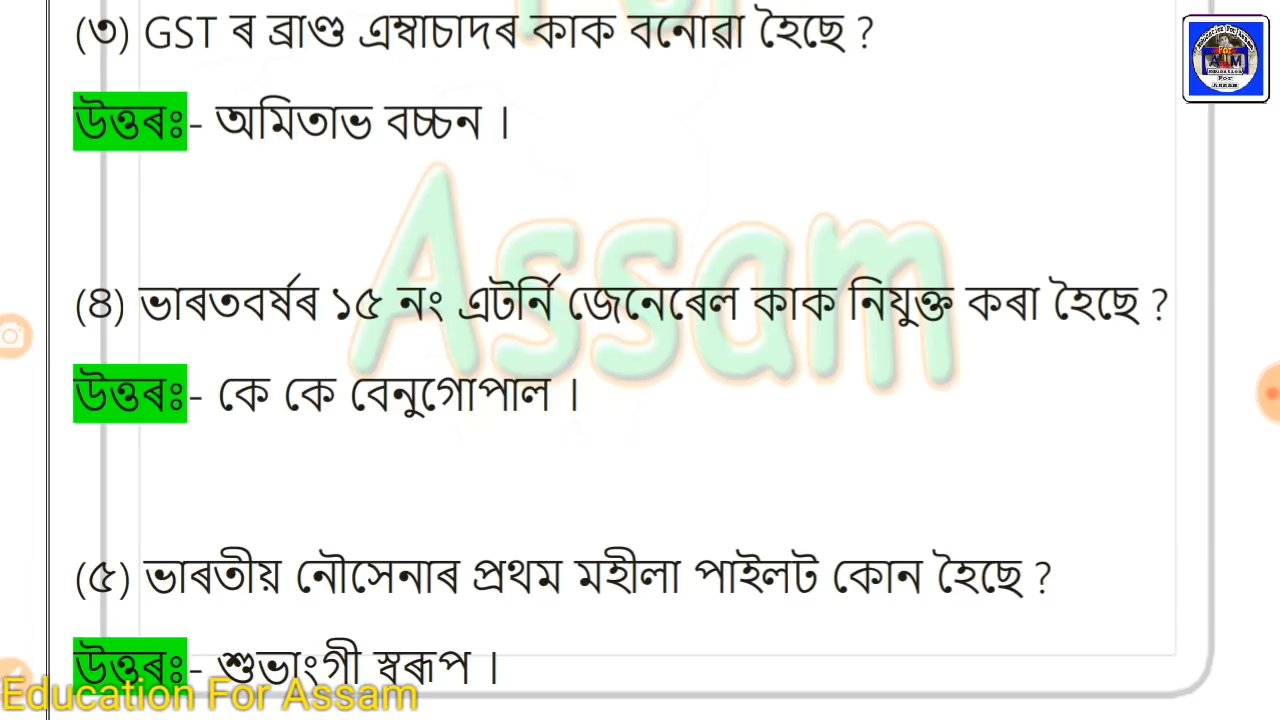 (৩) GST ৰ ব্ৰাণ্ড এম্বাচাদৰ কাক বনোৱা হৈছে ?
উত্তৰঃ- অমিতাভ বচ্চন ।
Assam
(৪) ভাৰতবৰ্ষৰ ১৫ নং এটৰ্নি জেনেৰেল কাক নিযুক্ত কৰা হৈছে ?
উত্তৰঃ- কে কে বেনুগোপাল ।
(৫) ভাৰতীয় নৌসেনাৰ প্ৰথম মহীলা পাইলট কোন হৈছে ?
উত্তৰঃ- শুভাংগী স্বৰূপ ।
Education For Assam